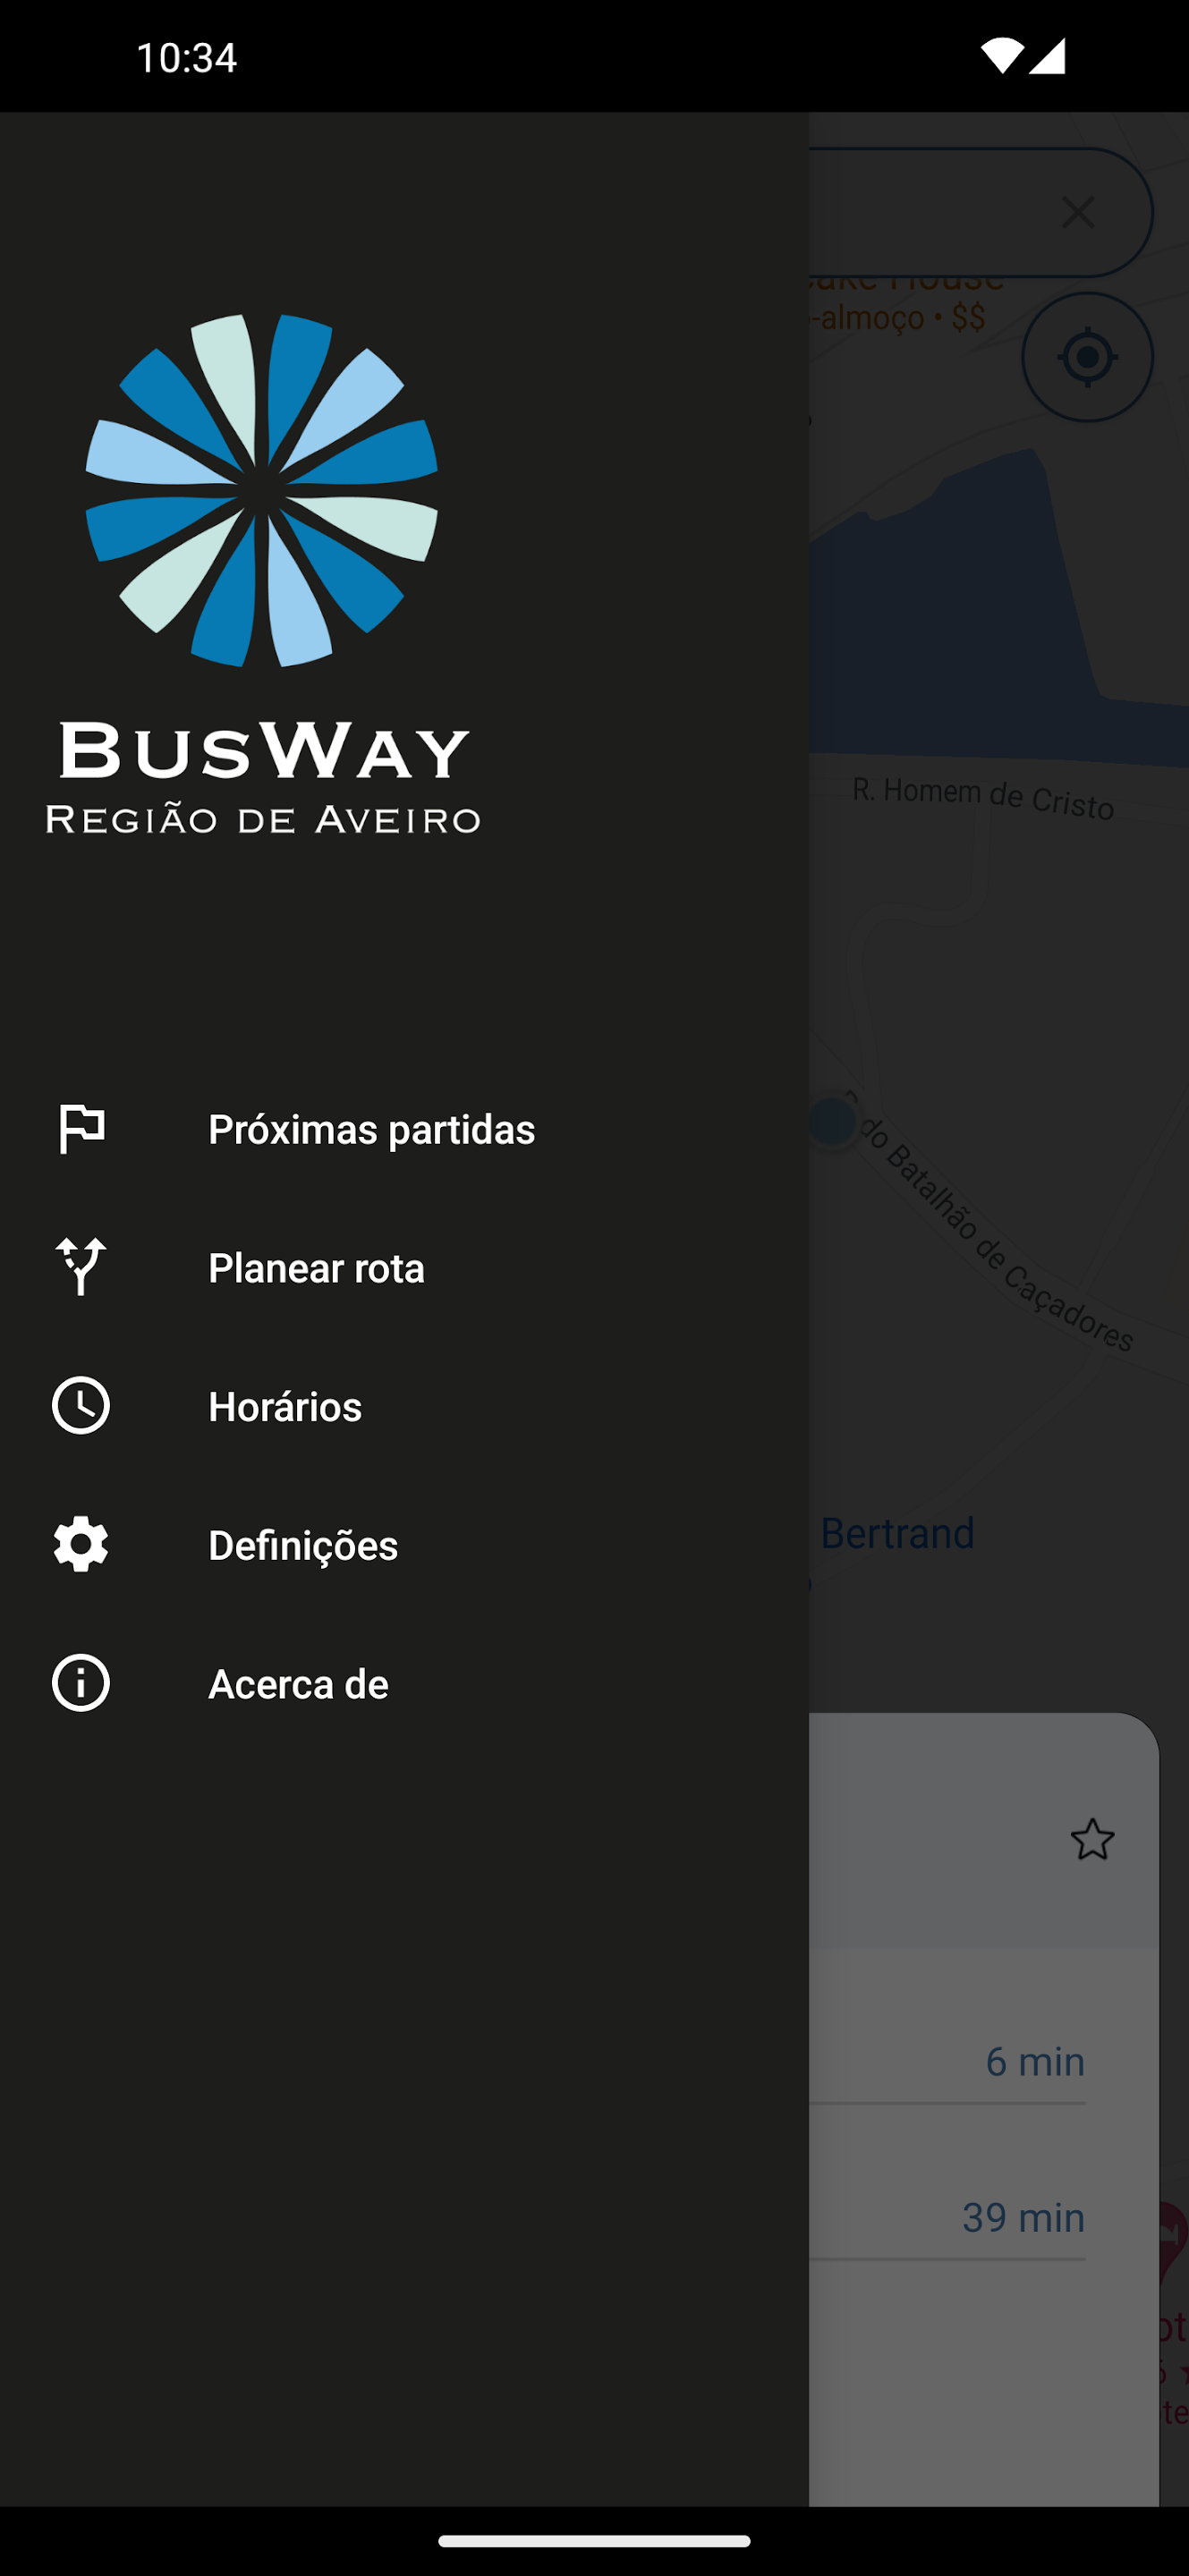 10:34
-almoço • $$
BUSWAY
REGIÃO DE AVEIRO
R. Homem de Cristo
do Batalhão de Caçadores
Próximas partidas
Planear rota
Horários
Definições
Acerca de
Bertrand
6 min
39 min